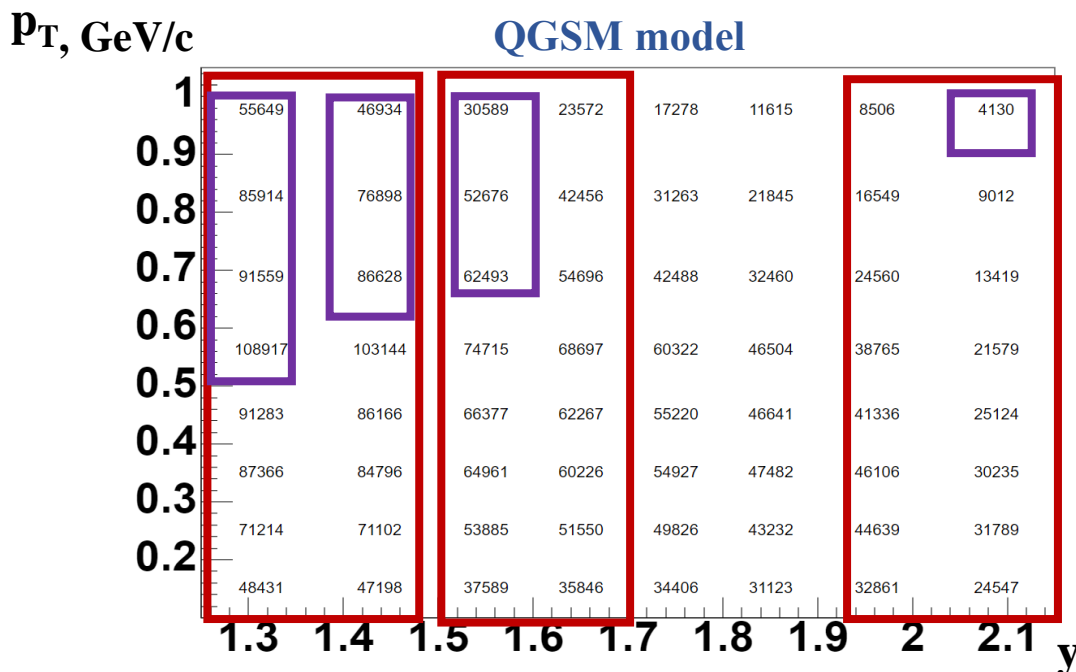 p_T, GeV/c
QGSM model
1
55649 46934 30589 23572 17278 11615 8506 4130
0.9
0.8
85914 76898 52676 42456 31263 21845 16549 9012
0.7
91559 86628 62493 54696 42488 32460 24560 13419
0.6
108917 103144 74715 68697 60322 46504 38765 21579
0.5
91283 86166 66377 62267 55220 46641 41336 25124
0.4
87366 84796 64961 60226 54927 47482 46106 30235
0.3
71214 71102 53885 51550 49826 43232 44639 31789
0.2
48431 47198 37589 35846 34406 31123 32861 24547
1.3 1.4 1.5 1.6 1.7 1.8 1.9 2 2.1
y